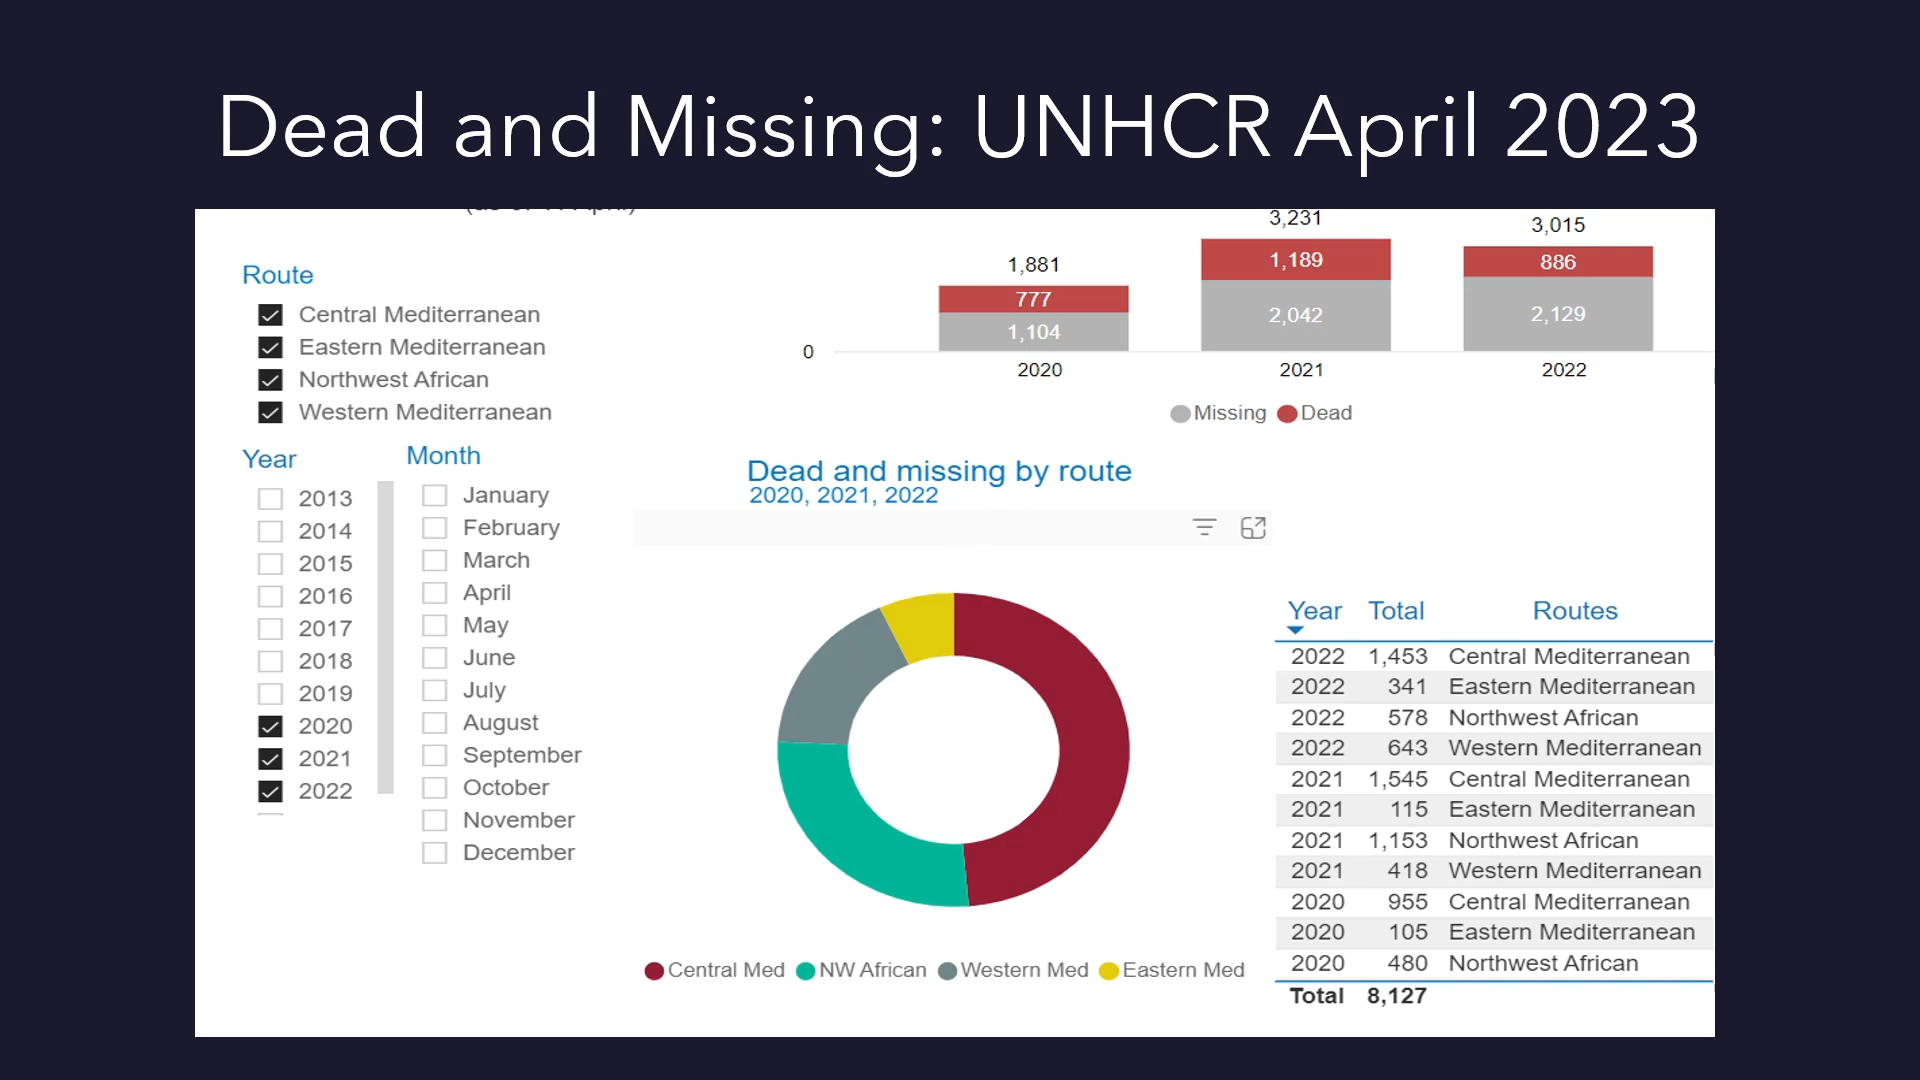 Dead and Missing: UNHCR April 2023
Route
Central Mediterranean
Eastern Mediterranean
Northwest African
Western Mediterranean
Year
2013
2014
2015
2016
2017
2018
2019
2020
2021
2022
Month
January
February
March
April
May
June
July
August
September
October
November
December
1,881
3,231
3,015
777
1,189
886
1,104
2,042
2,129
0
2020
2021
2022
Missing
Dead
Dead and missing by route
2020, 2021, 2022
Central Med
NW African
Western Med
Eastern Med
Year Total Routes
2022 1,453 Central Mediterranean
2022 341 Eastern Mediterranean
2022 578 Northwest African
2022 643 Western Mediterranean
2021 1,545 Central Mediterranean
2021 115 Eastern Mediterranean
2021 1,153 Northwest African
2021 418 Western Mediterranean
2020 955 Central Mediterranean
2020 105 Eastern Mediterranean
2020 480 Northwest African
Total 8,127